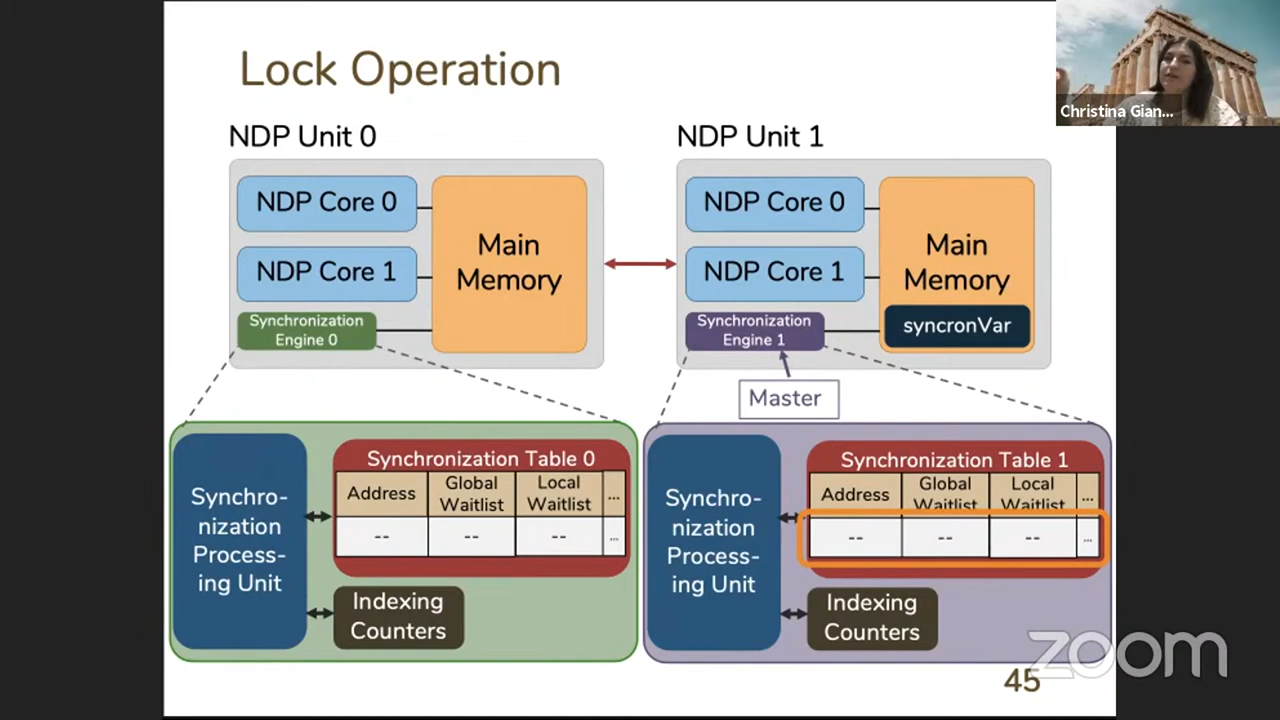 Lock Operation
Christina Gian...
NDP Unit 0
NDP Unit 1
NDP Core 0
NDP Core 1
Main
Memory
Synchronization
Engine 0
NDP Core 0
NDP Core 1
Main
Memory
syncronVar
Synchronization
Engine 1
Master
Synchro-
nization
Process-
ing Unit
Synchronization Table 0
Address
Global
Waitlist
Local
Waitlist
...
--
--
--
...
Indexing
Counters
Synchro-
nization
Process-
ing Unit
Synchronization Table 1
Address
Global
Waitlist
Local
Waitlist
...
--
--
--
...
Indexing
Counters
zoom
45